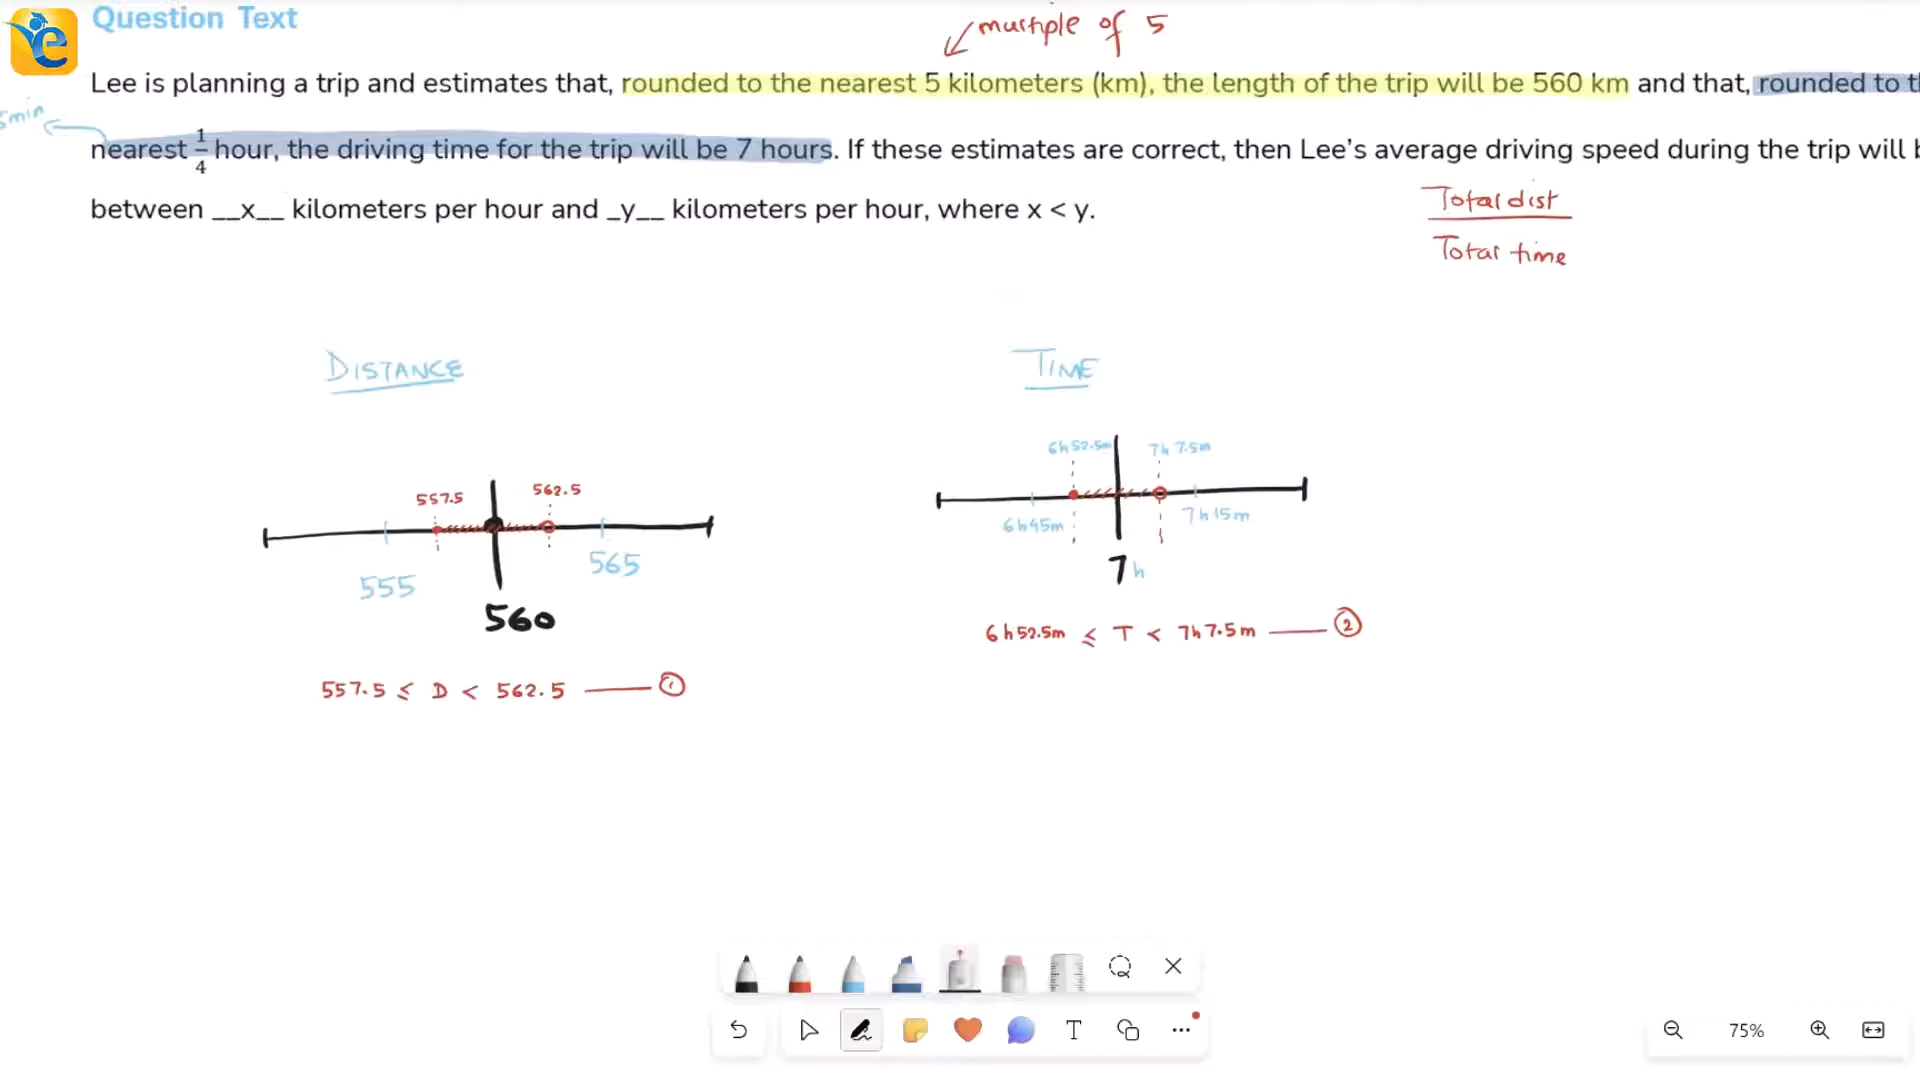 Question Text
multiple of 5
Lee is planning a trip and estimates that, rounded to the nearest 5 kilometers (km), the length of the trip will be 560 km and that, rounded to
5min
nearest 1/4 hour, the driving time for the trip will be 7 hours. If these estimates are correct, then Lee's average driving speed during the trip will
between __x__ kilometers per hour and _y__ kilometers per hour, where x < y.
Total dist
Total time
DISTANCE
TIME
6h 52.5m 7h 7.5m
557.5 562.5
6h45m 7h15m
555 565
7h
560
6h52.5m ≤ T < 7h7.5m —— 2
557.5 ≤ D < 562.5 —— 1
T
75%